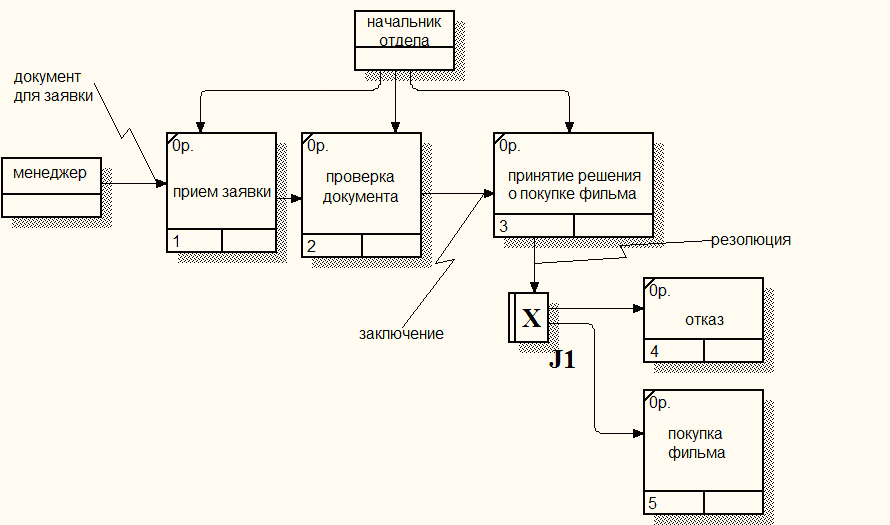 начальник
отдела
документ
для заявки
менеджер
0р.
прием заявки
1
0р.
проверка
документа
2
0р.
принятие решения
о покупке фильма
3
резолюция
заключение
X
J1
0р.
отказ
4
0р.
покупка
фильма
5